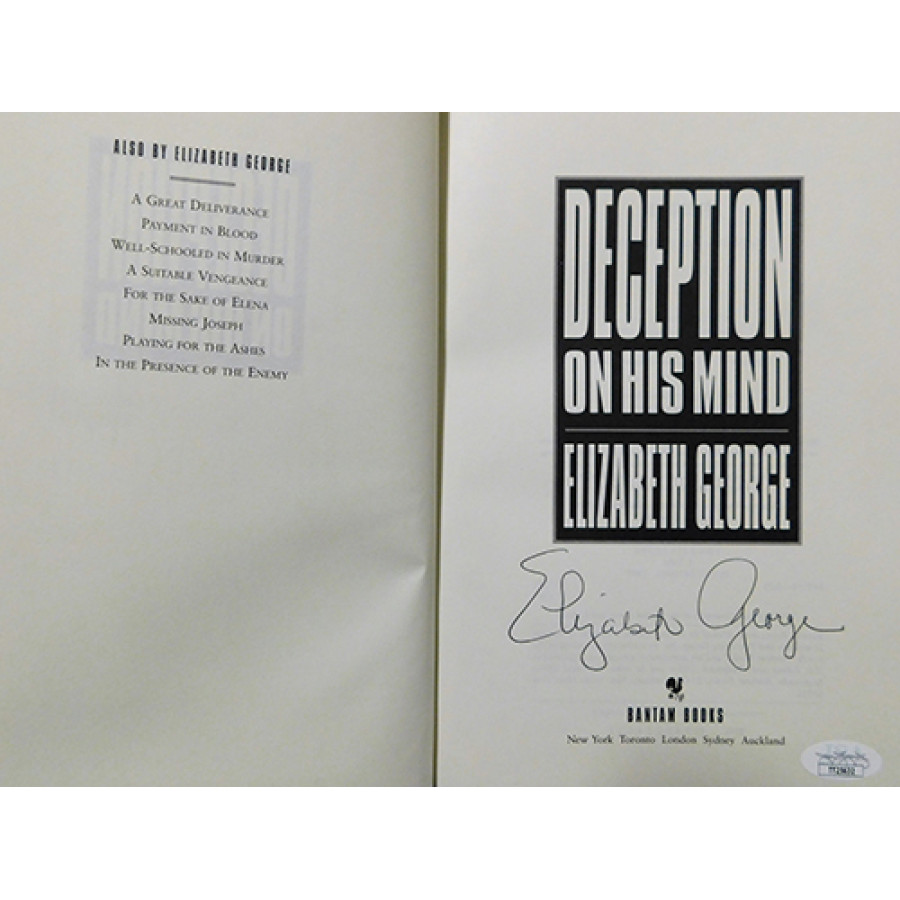 ALSO BY ELIZABETH GEORGE
A GREAT DELIVERANCE
PAYMENT IN BLOOD
WELL-SCHOOLED IN MURDER
A SUITABLE VENGEANCE
FOR THE SAKE OF ELENA
MISSING JOSEPH
PLAYING FOR THE ASHES
IN THE PRESENCE OF THE ENEMY
DECEPTION
ON HIS MIND
ELIZABETH GEORGE
Elizabeth George
BANTAM BOOKS
New York Toronto London Sydney Auckland